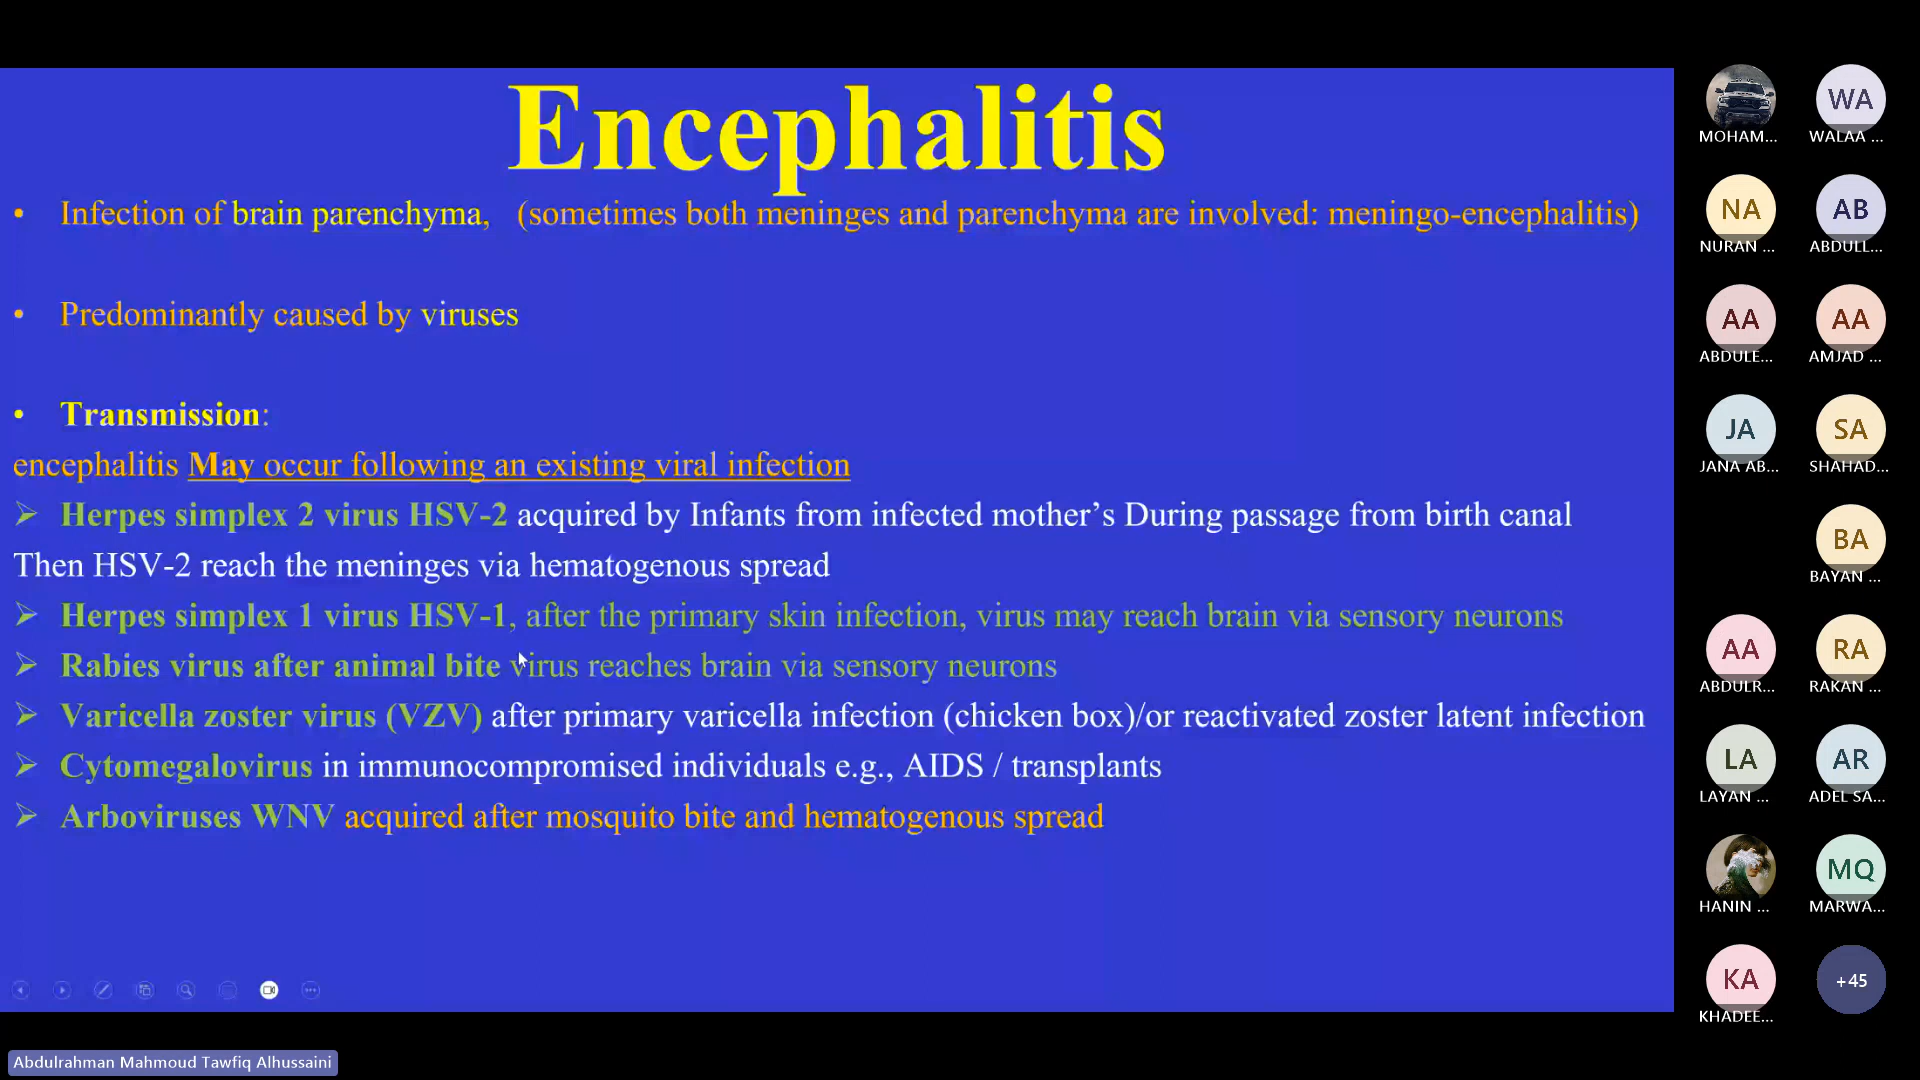 Encephalitis
• Infection of brain parenchyma, (sometimes both meninges and parenchyma are involved: meningo-encephalitis)
• Predominantly caused by viruses
• Transmission:
encephalitis May occur following an existing viral infection
➢ Herpes simplex 2 virus HSV-2 acquired by Infants from infected mother’s During passage from birth canal
Then HSV-2 reach the meninges via hematogenous spread
➢ Herpes simplex 1 virus HSV-1, after the primary skin infection, virus may reach brain via sensory neurons
➢ Rabies virus after animal bite virus reaches brain via sensory neurons
➢ Varicella zoster virus (VZV) after primary varicella infection (chicken box)/or reactivated zoster latent infection
➢ Cytomegalovirus in immunocompromised individuals e.g., AIDS / transplants
➢ Arboviruses WNV acquired after mosquito bite and hematogenous spread
Abdulrahman Mahmoud Tawfiq Alhussaini
WA
MOHAM... WALAA ...
NA AB
NURAN ... ABDULL...
AA AA
ABDULE... AMJAD ...
JA SA
JANA AB... SHAHAD...
BA
BAYAN ...
AA RA
ABDULR... RAKAN ...
LA AR
LAYAN ... ADEL SA...
MQ
HANIN ... MARWA...
KA +45
KHADEE...